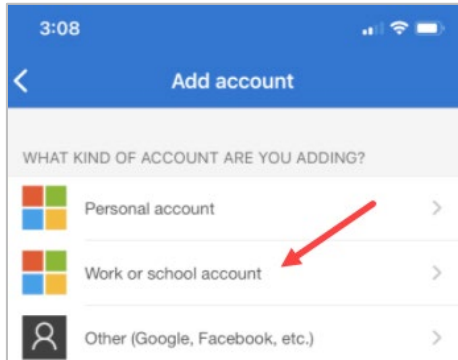 3:08
Add account
WHAT KIND OF ACCOUNT ARE YOU ADDING?
Personal account
Work or school account
Other (Google, Facebook, etc.)